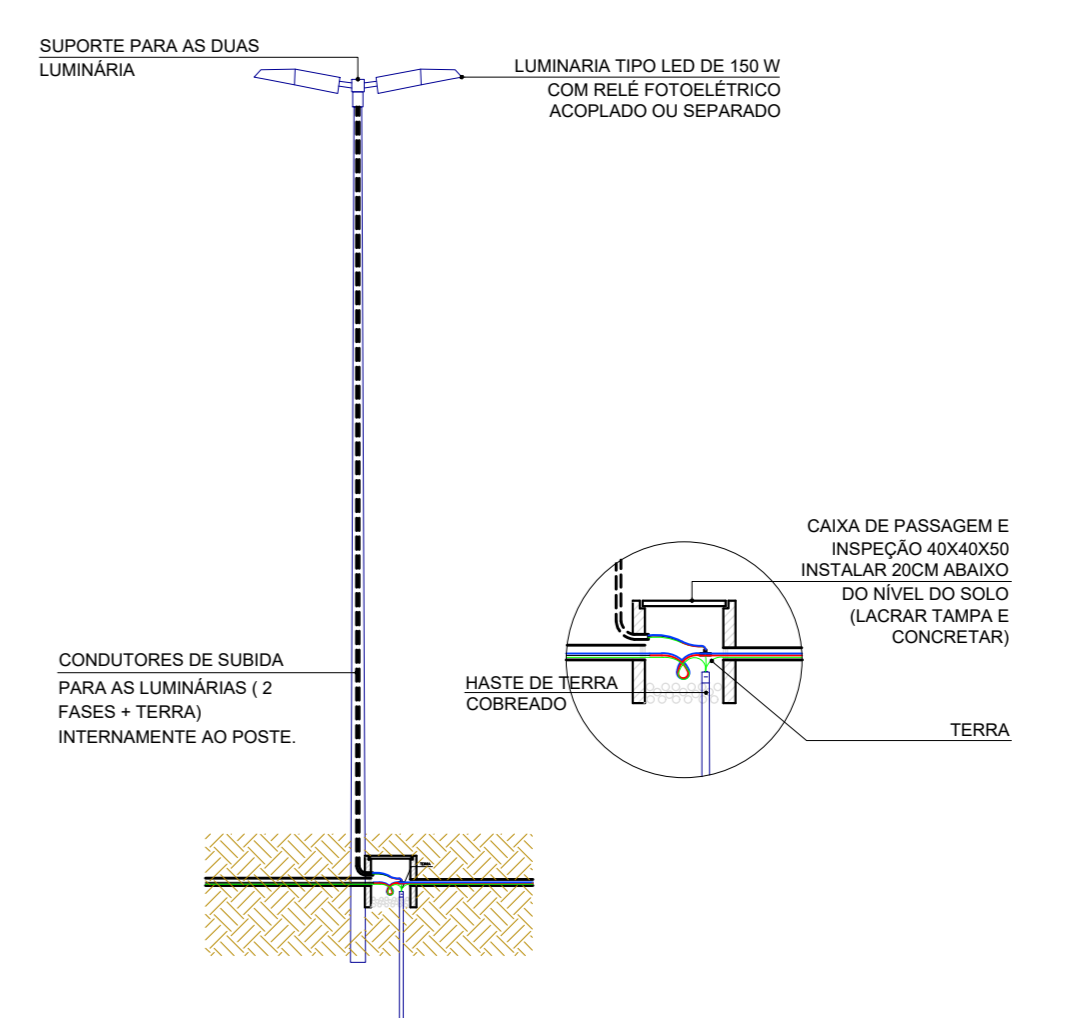 SUPORTE PARA AS DUAS
LUMINÁRIA
LUMINARIA TIPO LED DE 150 W
COM RELÉ FOTOELÉTRICO
ACOPLADO OU SEPARADO
CAIXA DE PASSAGEM E
INSPEÇÃO 40X40X50
INSTALAR 20CM ABAIXO
DO NÍVEL DO SOLO
(LACRAR TAMPA E
CONCRETAR)
HASTE DE TERRA
COBREADO
TERRA
CONDUTORES DE SUBIDA
PARA AS LUMINÁRIAS ( 2
FASES + TERRA)
INTERNAMENTE AO POSTE.